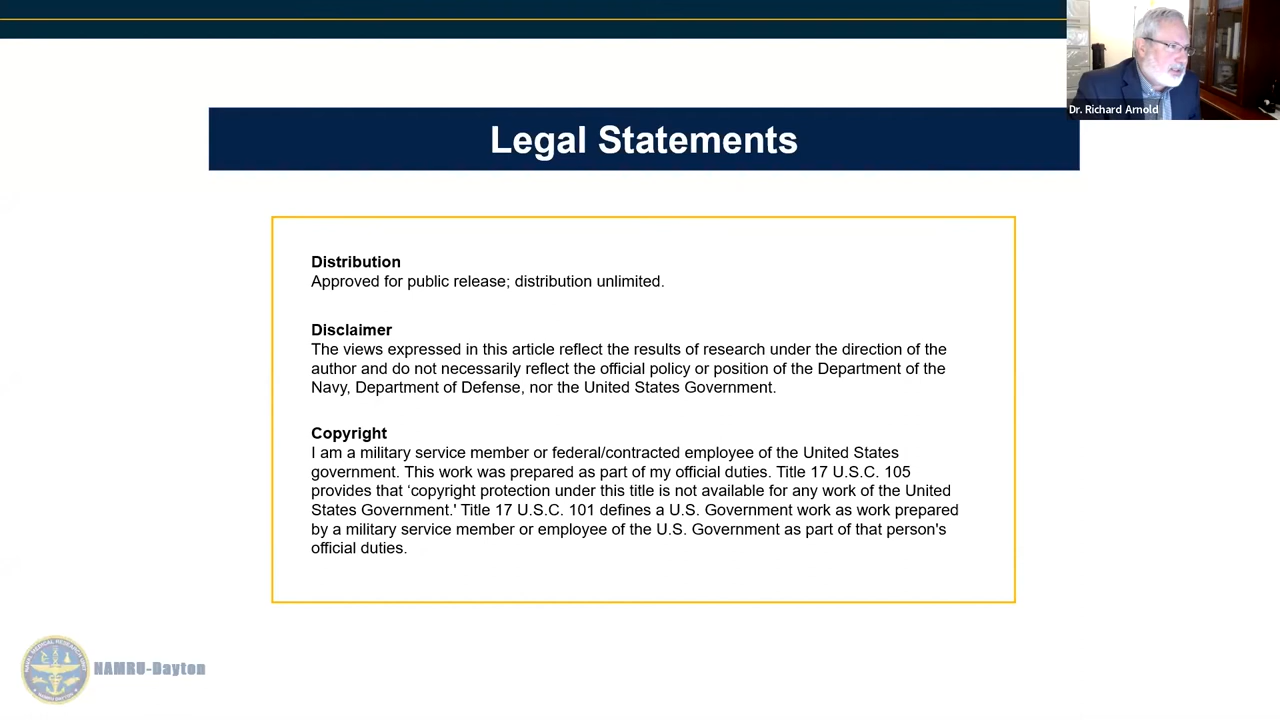 Legal Statements
Dr. Richard Arnold
Distribution
Approved for public release; distribution unlimited.
Disclaimer
The views expressed in this article reflect the results of research under the direction of the
author and do not necessarily reflect the official policy or position of the Department of the
Navy, Department of Defense, nor the United States Government.
Copyright
I am a military service member or federal/contracted employee of the United States
government. This work was prepared as part of my official duties. Title 17 U.S.C. 105
provides that ‘copyright protection under this title is not available for any work of the United
States Government.' Title 17 U.S.C. 101 defines a U.S. Government work as work prepared
by a military service member or employee of the U.S. Government as part of that person's
official duties.
NAMRU-Dayton